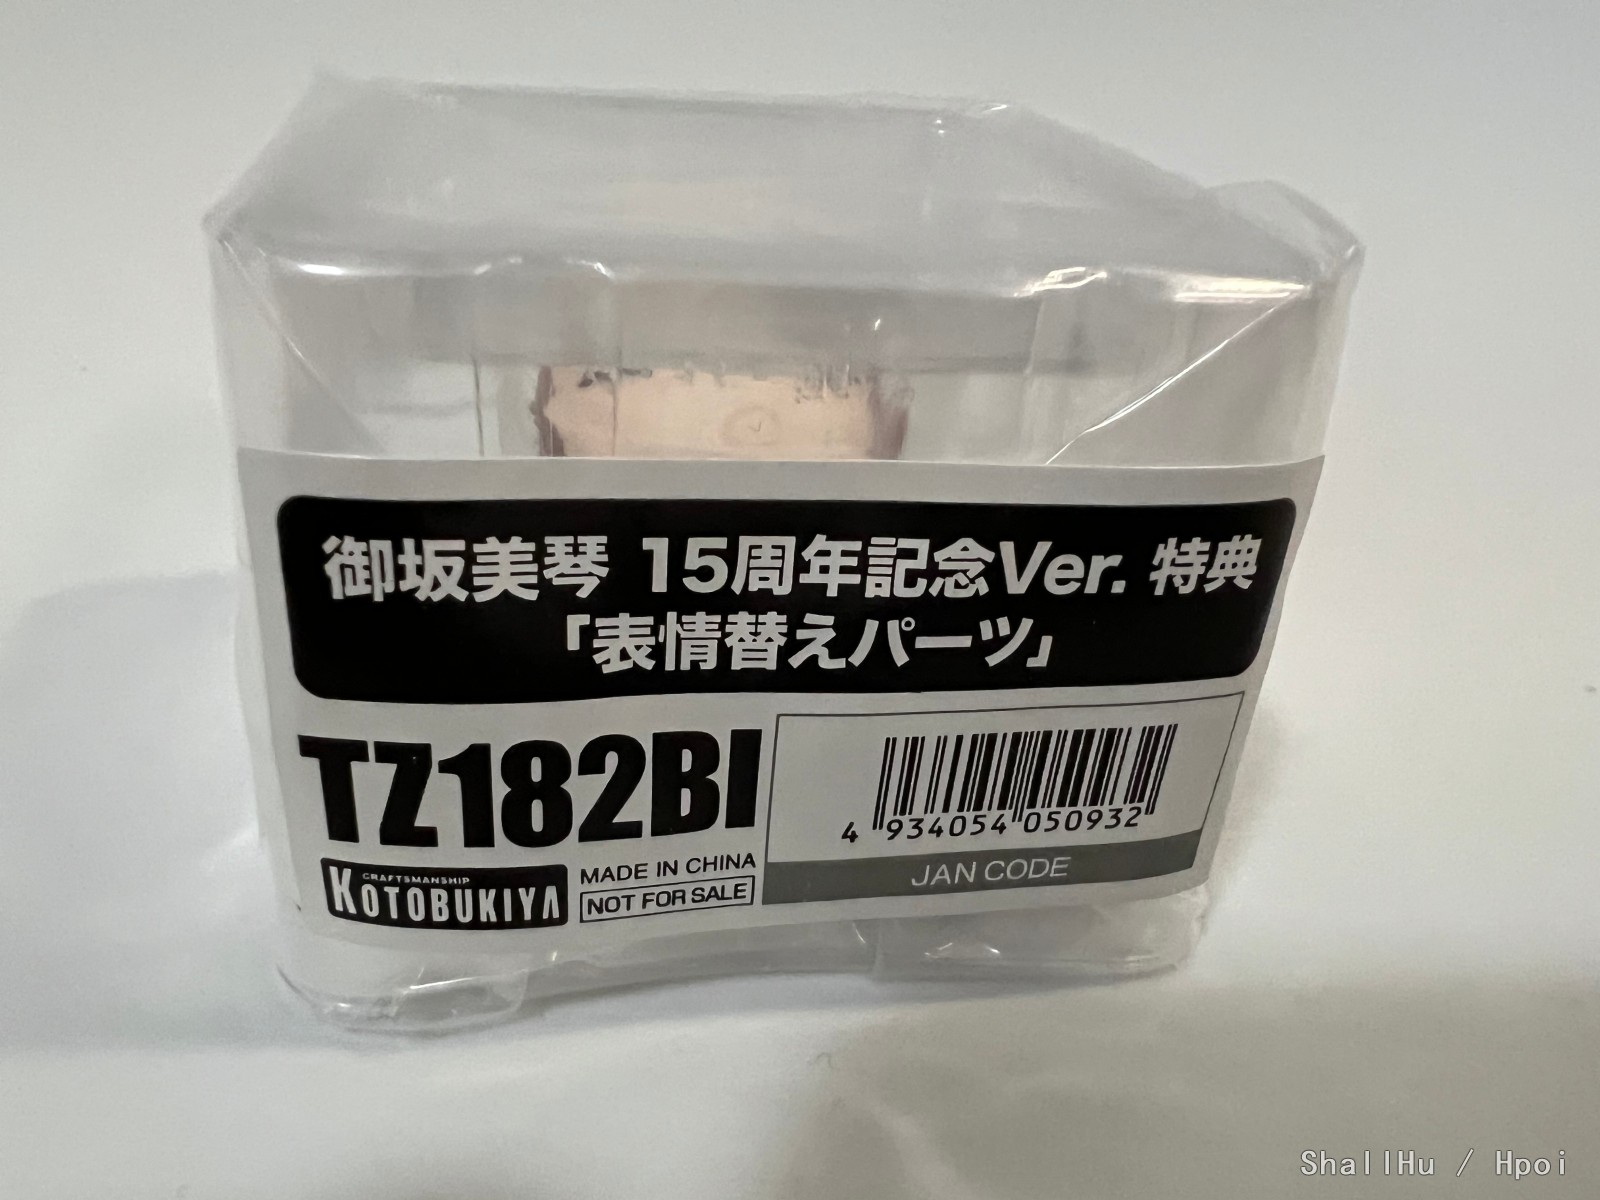 御坂美琴 15周年記念Ver. 特典
「表情替えパーツ」
TZ182BI
CRAFTSMANSHIP
KOTOBUKIYA
MADE IN CHINA
NOT FOR SALE
4 934054 050932
JAN CODE
ShallHu / Hpoi